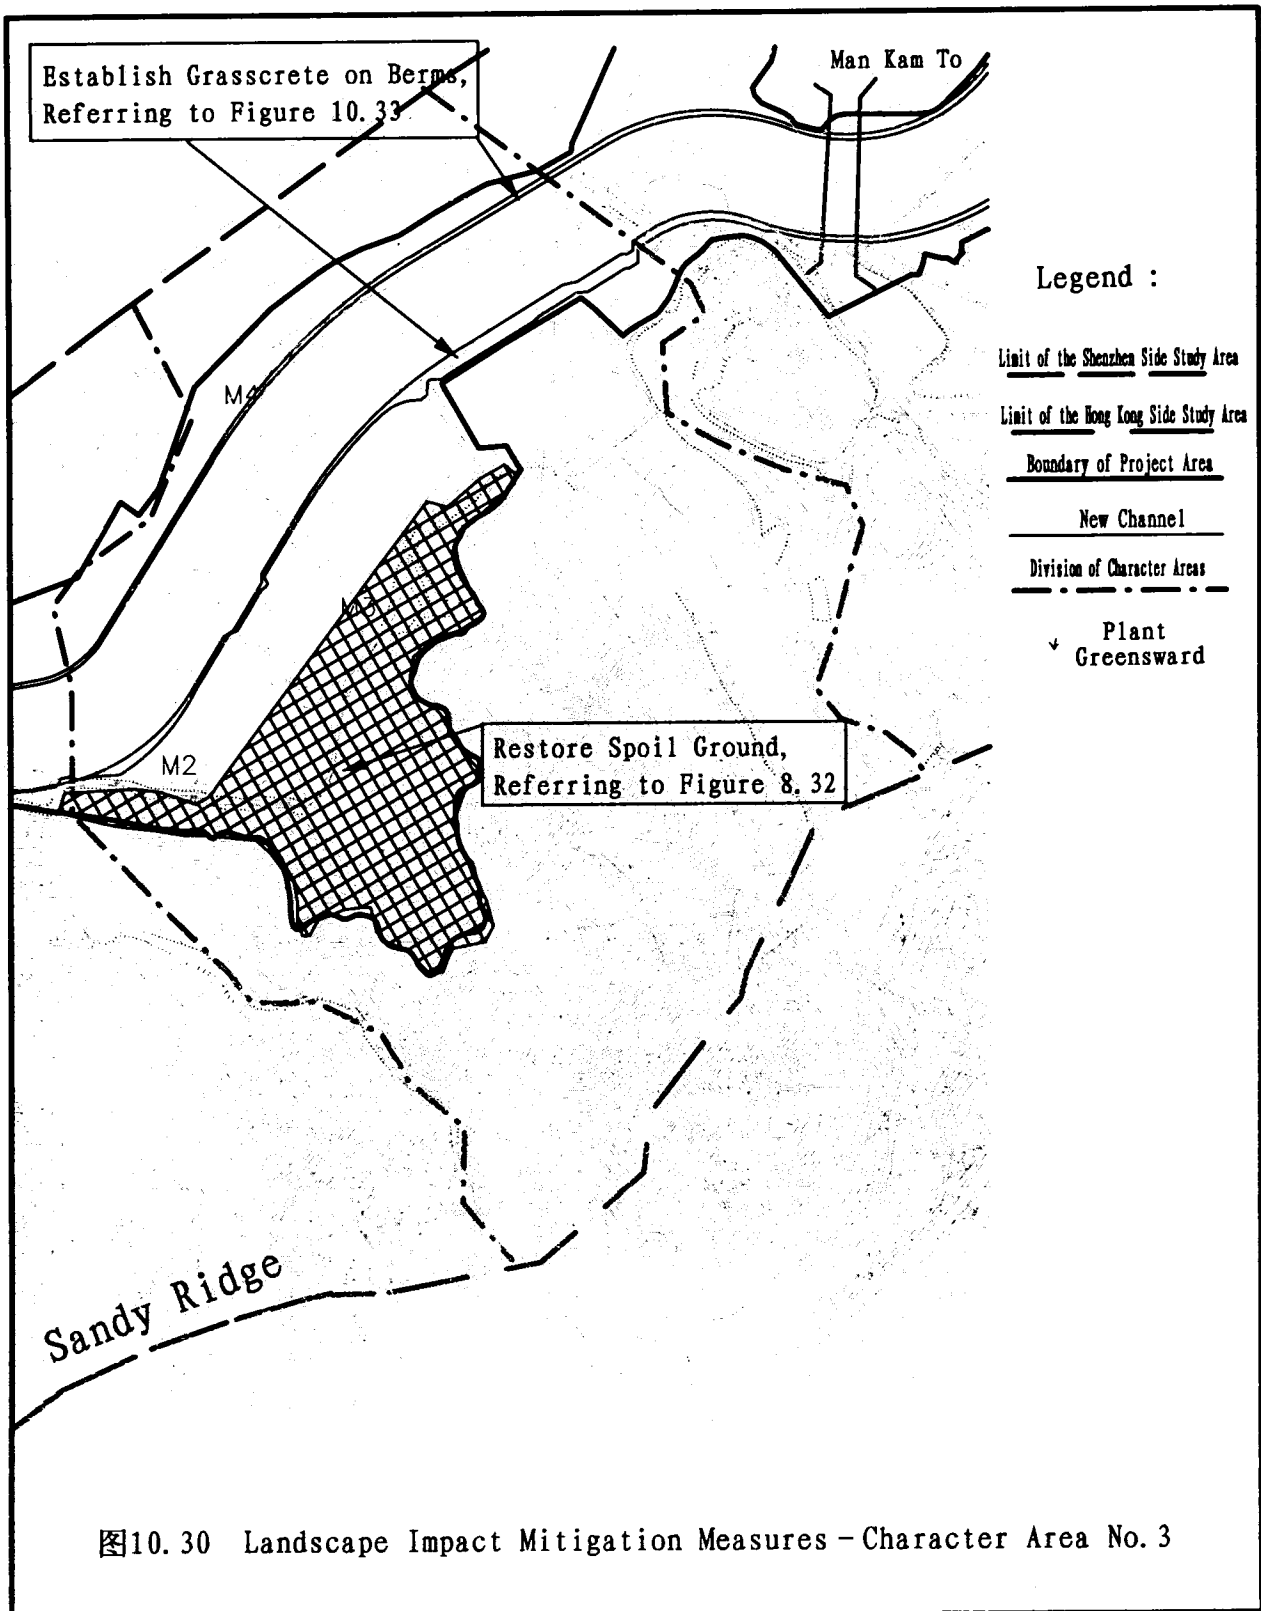 Establish Grasscrete on Berms,
Referring to Figure 10.33
Man Kam To
Legend :
Limit of the Shenzhen Side Study Area
Limit of the Hong Kong Side Study Area
Boundary of Project Area
New Channel
Division of Character Areas
Plant
Greensward
M4
M3
M2
Restore Spoil Ground,
Referring to Figure 8.32
Sandy Ridge
图10.30 Landscape Impact Mitigation Measures－Character Area No.3